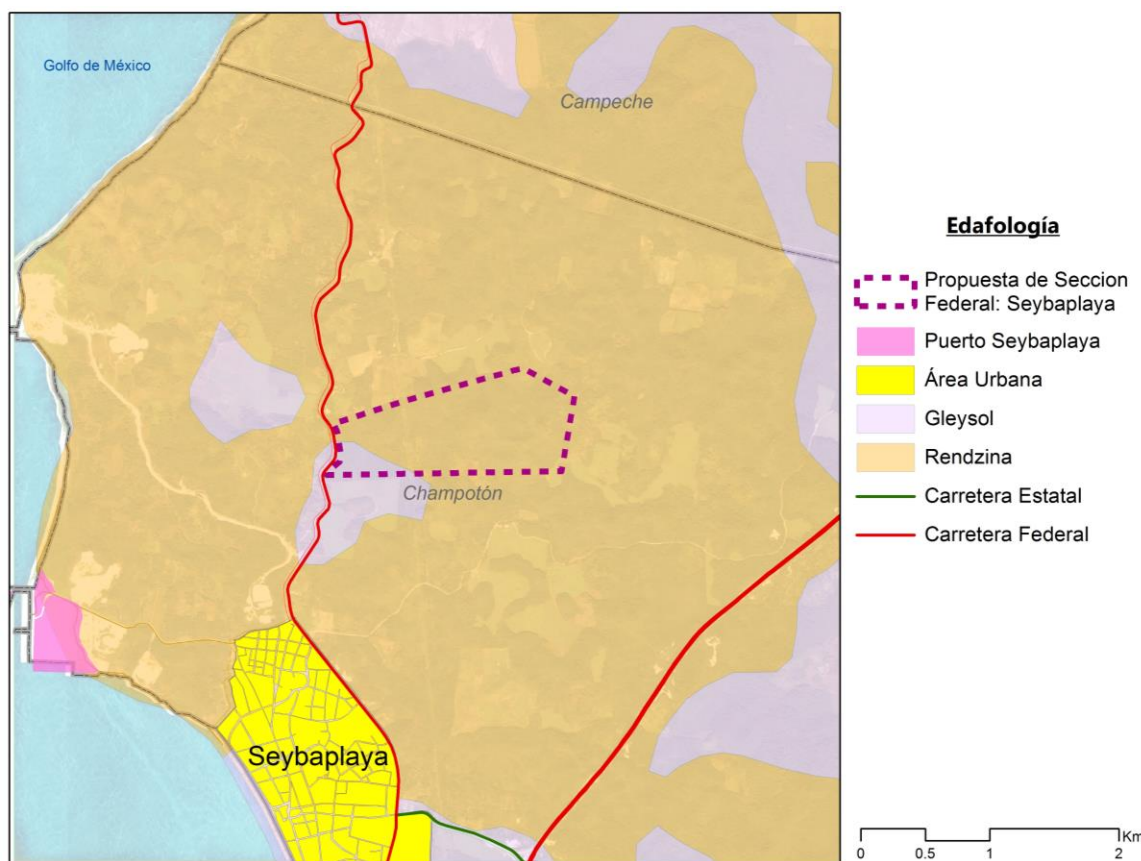 Golfo de México
Campeche
Champotón
Seybaplaya
Edafología
Propuesta de Seccion
Federal: Seybaplaya
Puerto Seybaplaya
Área Urbana
Gleysol
Rendzina
Carretera Estatal
Carretera Federal
Km
0 0.5 1 2